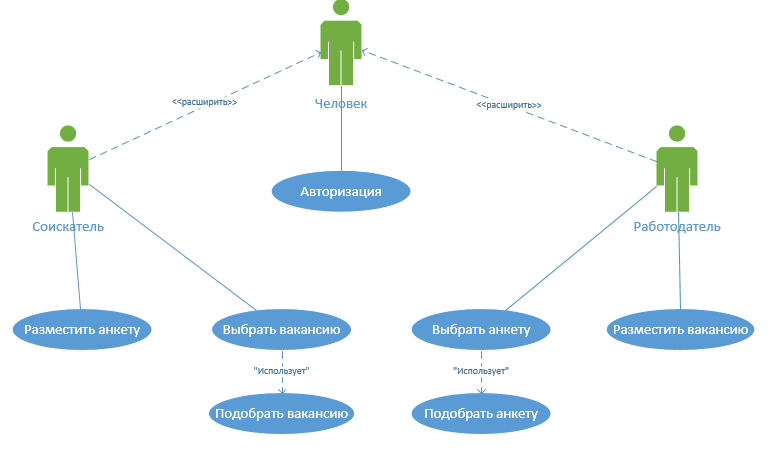 <<расширить>>
Человек
<<расширить>>
Авторизация
Соискатель
Работодатель
Разместить анкету
Выбрать вакансию
Выбрать анкету
Разместить вакансию
"Использует"
"Использует"
Подобрать вакансию
Подобрать анкету